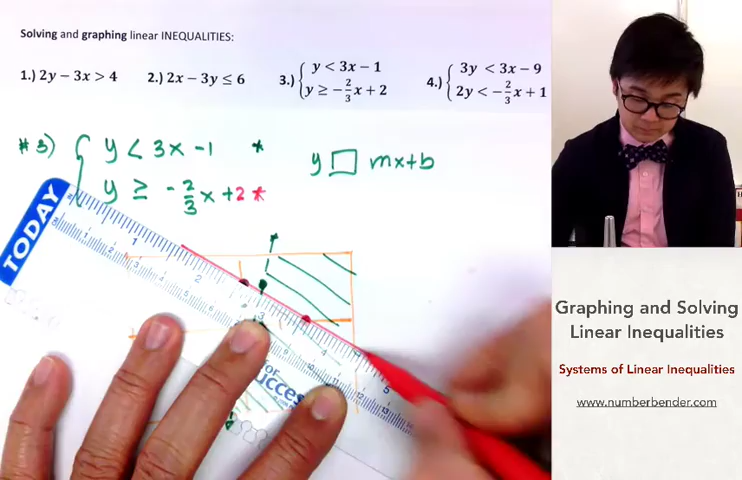 Solving and graphing linear INEQUALITIES:
1.) 2y − 3x > 4 2.) 2x − 3y ≤ 6 3.) { y < 3x − 1 4.) { 3y < 3x − 9
y ≥ −2/3x + 2 2y < −2/3x + 1
#3) { y < 3x -1 * y □ mx+b
y ≥ -2/3x +2 *
TODAY
Graphing and Solving
Linear Inequalities
Systems of Linear Inequalities
www.numberbender.com